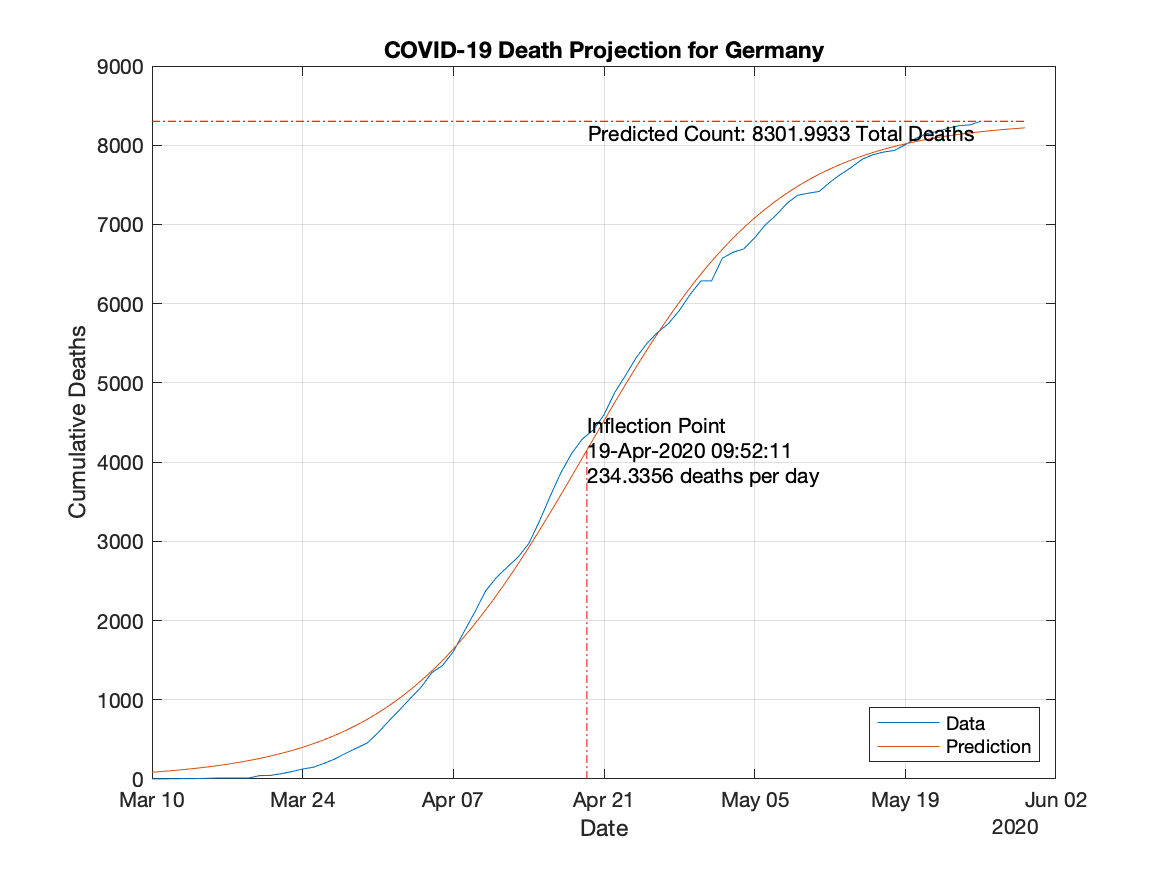 COVID-19 Death Projection for Germany
9000
8000
7000
6000
5000
4000
3000
2000
1000
0
Cumulative Deaths
Predicted Count: 8301.9933 Total Deaths
Inflection Point
19-Apr-2020 09:52:11
234.3356 deaths per day
Data
Prediction
Mar 10 Mar 24 Apr 07 Apr 21 May 05 May 19 Jun 02
Date
2020